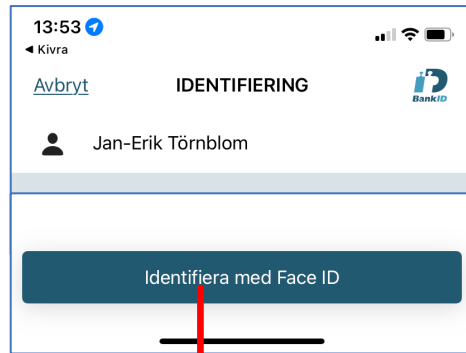 13:53
◀ Kivra
Avbryt IDENTIFIERING BankID
Jan-Erik Törnblom
Identifiera med Face ID